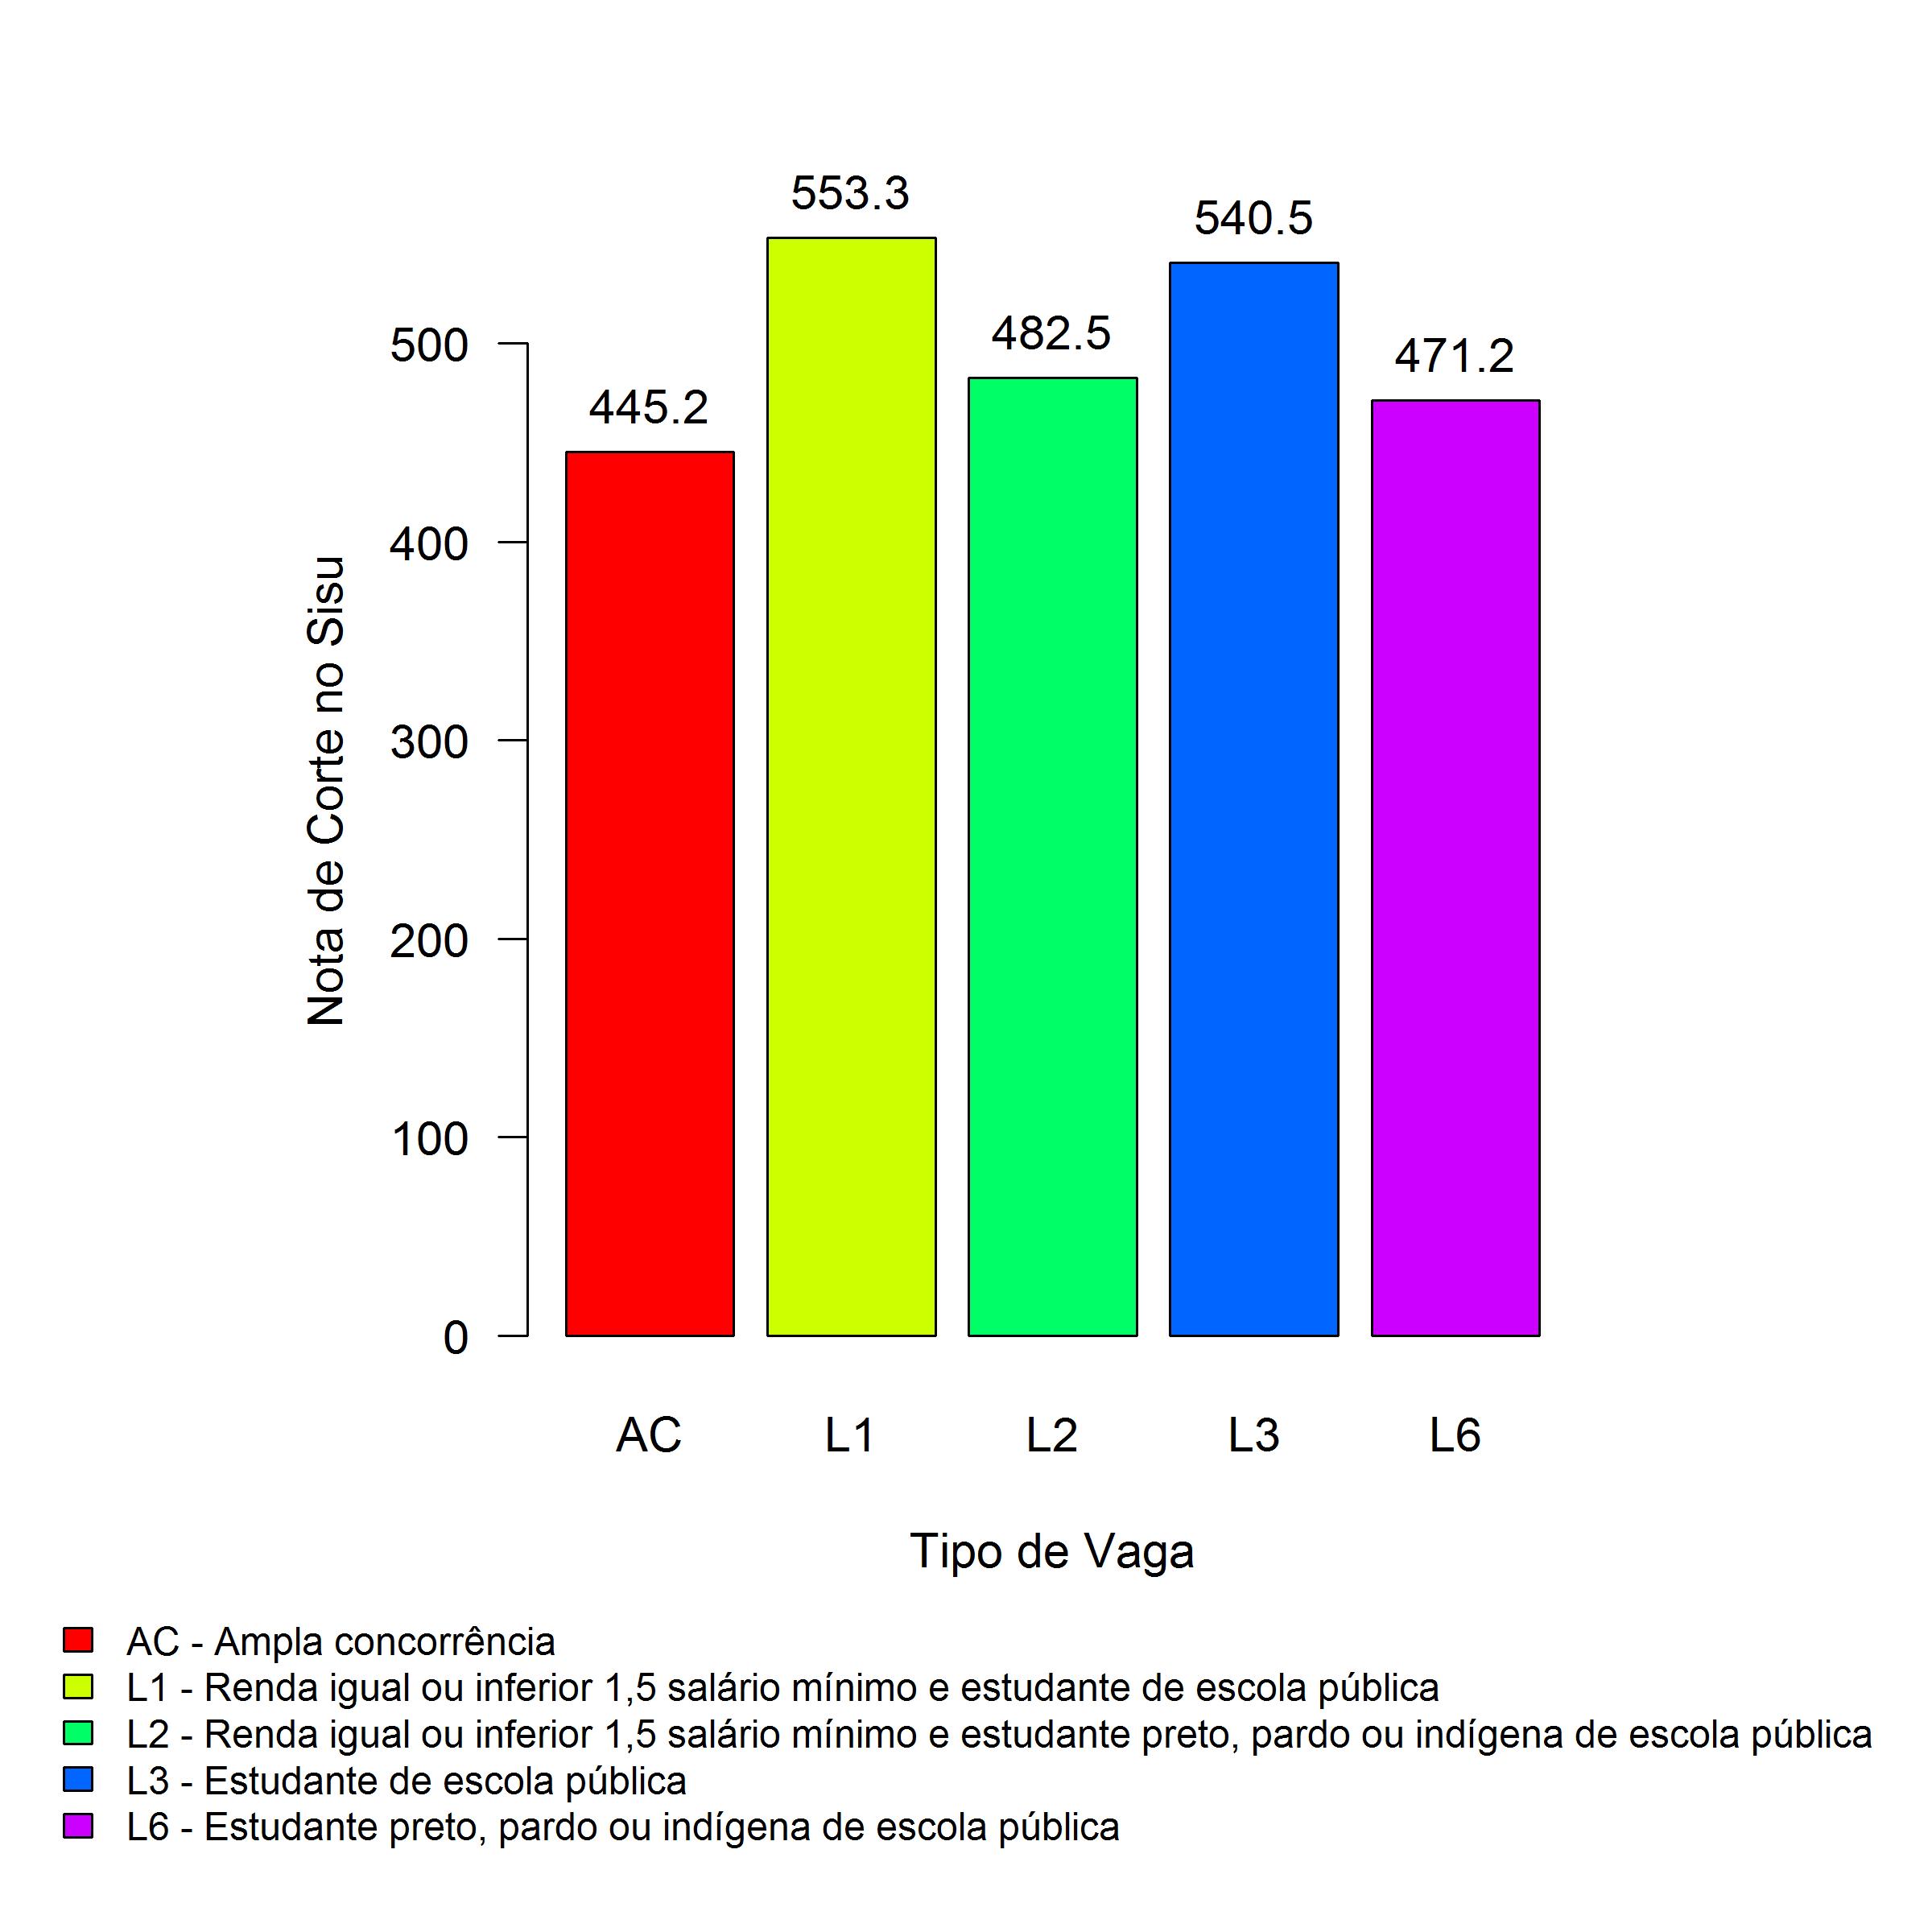 553.3
540.5
482.5
471.2
445.2
500
400
300
200
100
0
Nota de Corte no Sisu
AC L1 L2 L3 L6
Tipo de Vaga
AC - Ampla concorrência
L1 - Renda igual ou inferior 1,5 salário mínimo e estudante de escola pública
L2 - Renda igual ou inferior 1,5 salário mínimo e estudante preto, pardo ou indígena de escola pública
L3 - Estudante de escola pública
L6 - Estudante preto, pardo ou indígena de escola pública